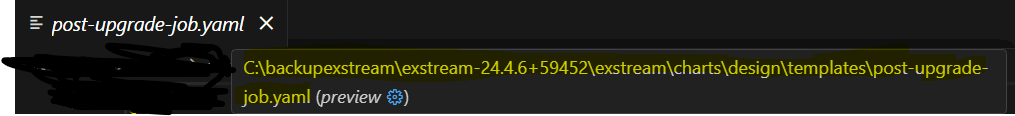 post-upgrade-job.yaml
C:\backupexstream\exstream-24.4.6+59452\exstream\charts\design\templates\post-upgrade-
job.yaml (preview)